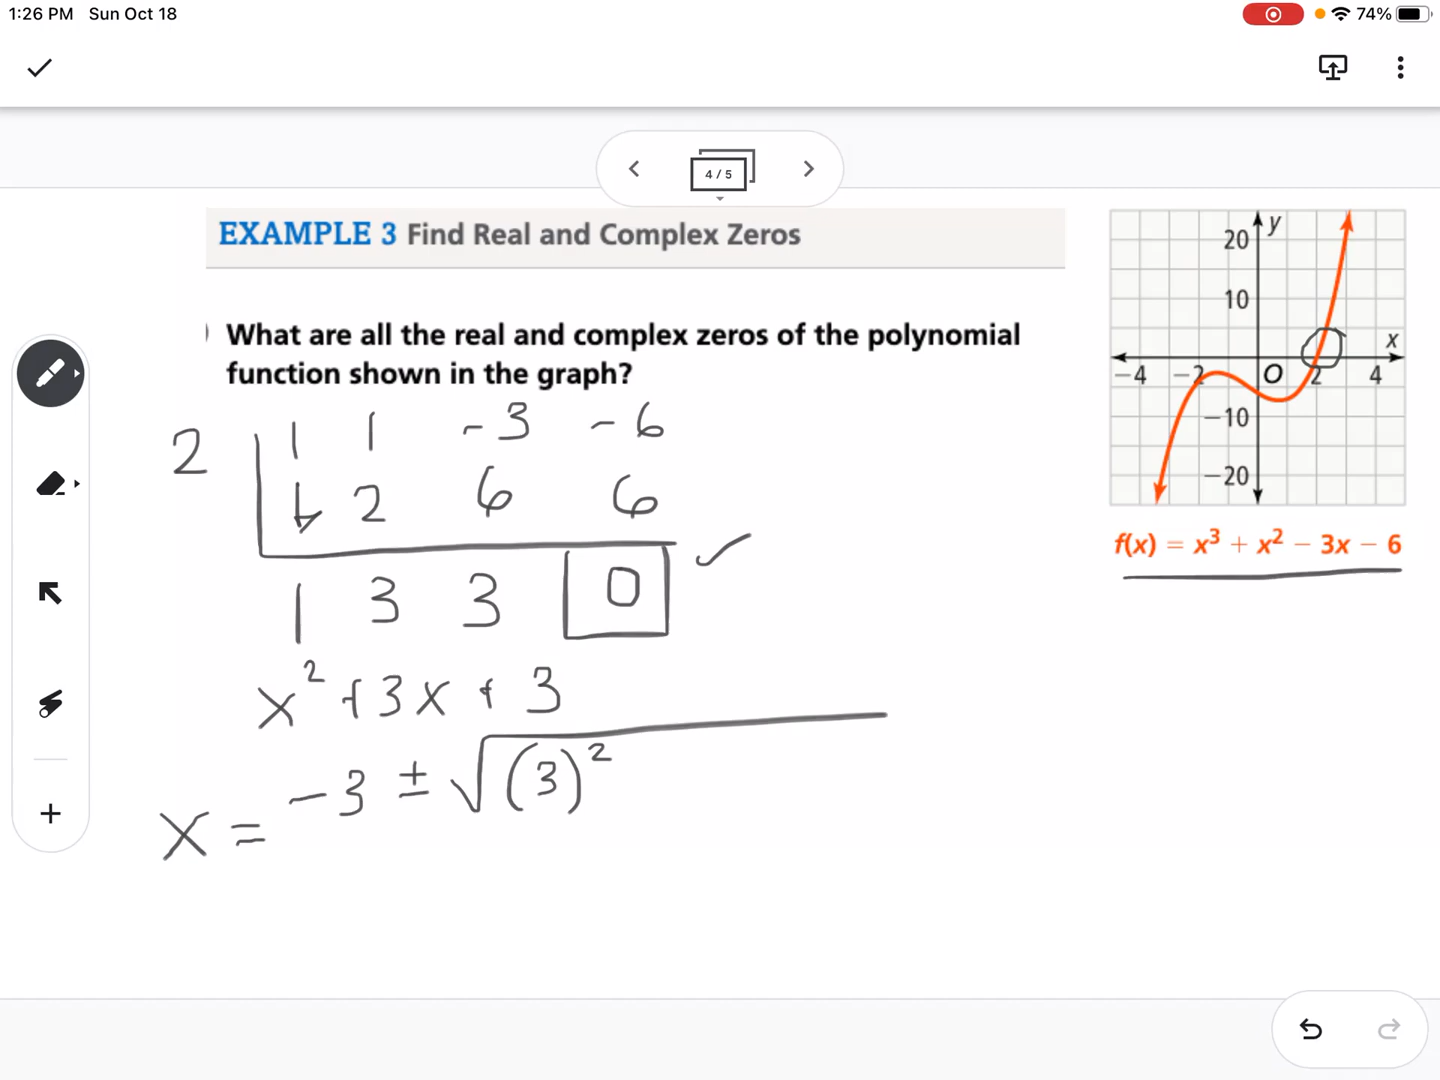 1:26 PM Sun Oct 18
74%
4 / 5
EXAMPLE 3 Find Real and Complex Zeros
What are all the real and complex zeros of the polynomial
function shown in the graph?
2 1 1 -3 -6
2 6 6
1 3 3 0
x² + 3x + 3
x = -3 ± √(3)²
y
20
10
x
-4 -2 O 2 4
-10
-20
f(x) = x³ + x² − 3x − 6